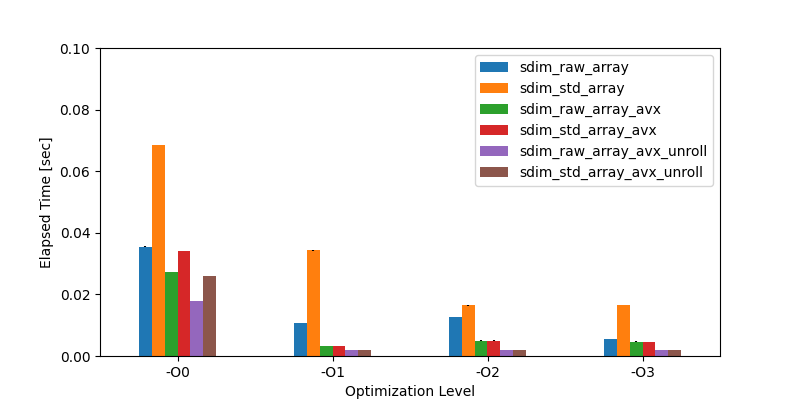 0.10
0.08
0.06
0.04
0.02
0.00
Elapsed Time [sec]
sdim_raw_array
sdim_std_array
sdim_raw_array_avx
sdim_std_array_avx
sdim_raw_array_avx_unroll
sdim_std_array_avx_unroll
-O0 -O1 -O2 -O3
Optimization Level